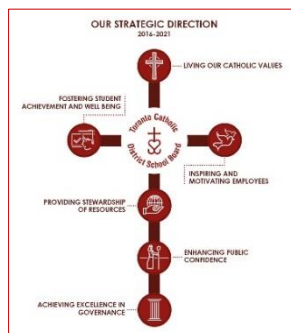 OUR STRATEGIC DIRECTION
2016-2021
LIVING OUR CATHOLIC VALUES
FOSTERING STUDENT
ACHIEVEMENT AND WELL BEING
Toronto Catholic
District School Board
INSPIRING AND
MOTIVATING EMPLOYEES
PROVIDING STEWARDSHIP
OF RESOURCES
ENHANCING PUBLIC
CONFIDENCE
ACHIEVING EXCELLENCE IN
GOVERNANCE